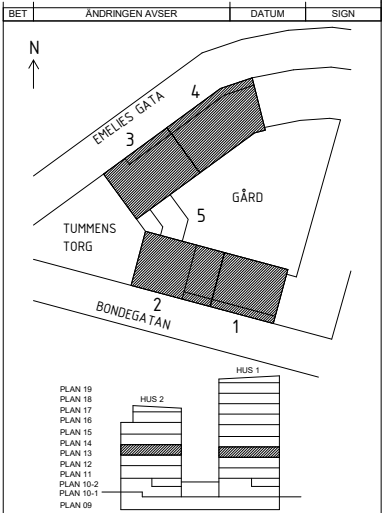 BET ÄNDRINGEN AVSER DATUM SIGN
N
EMELIES GATA
4
3
GÅRD
5
TUMMENS
TORG
2
1
BONDEGATAN
HUS 1
HUS 2
PLAN 19
PLAN 18
PLAN 17
PLAN 16
PLAN 15
PLAN 14
PLAN 13
PLAN 12
PLAN 11
PLAN 10-2
PLAN 10-1
PLAN 09